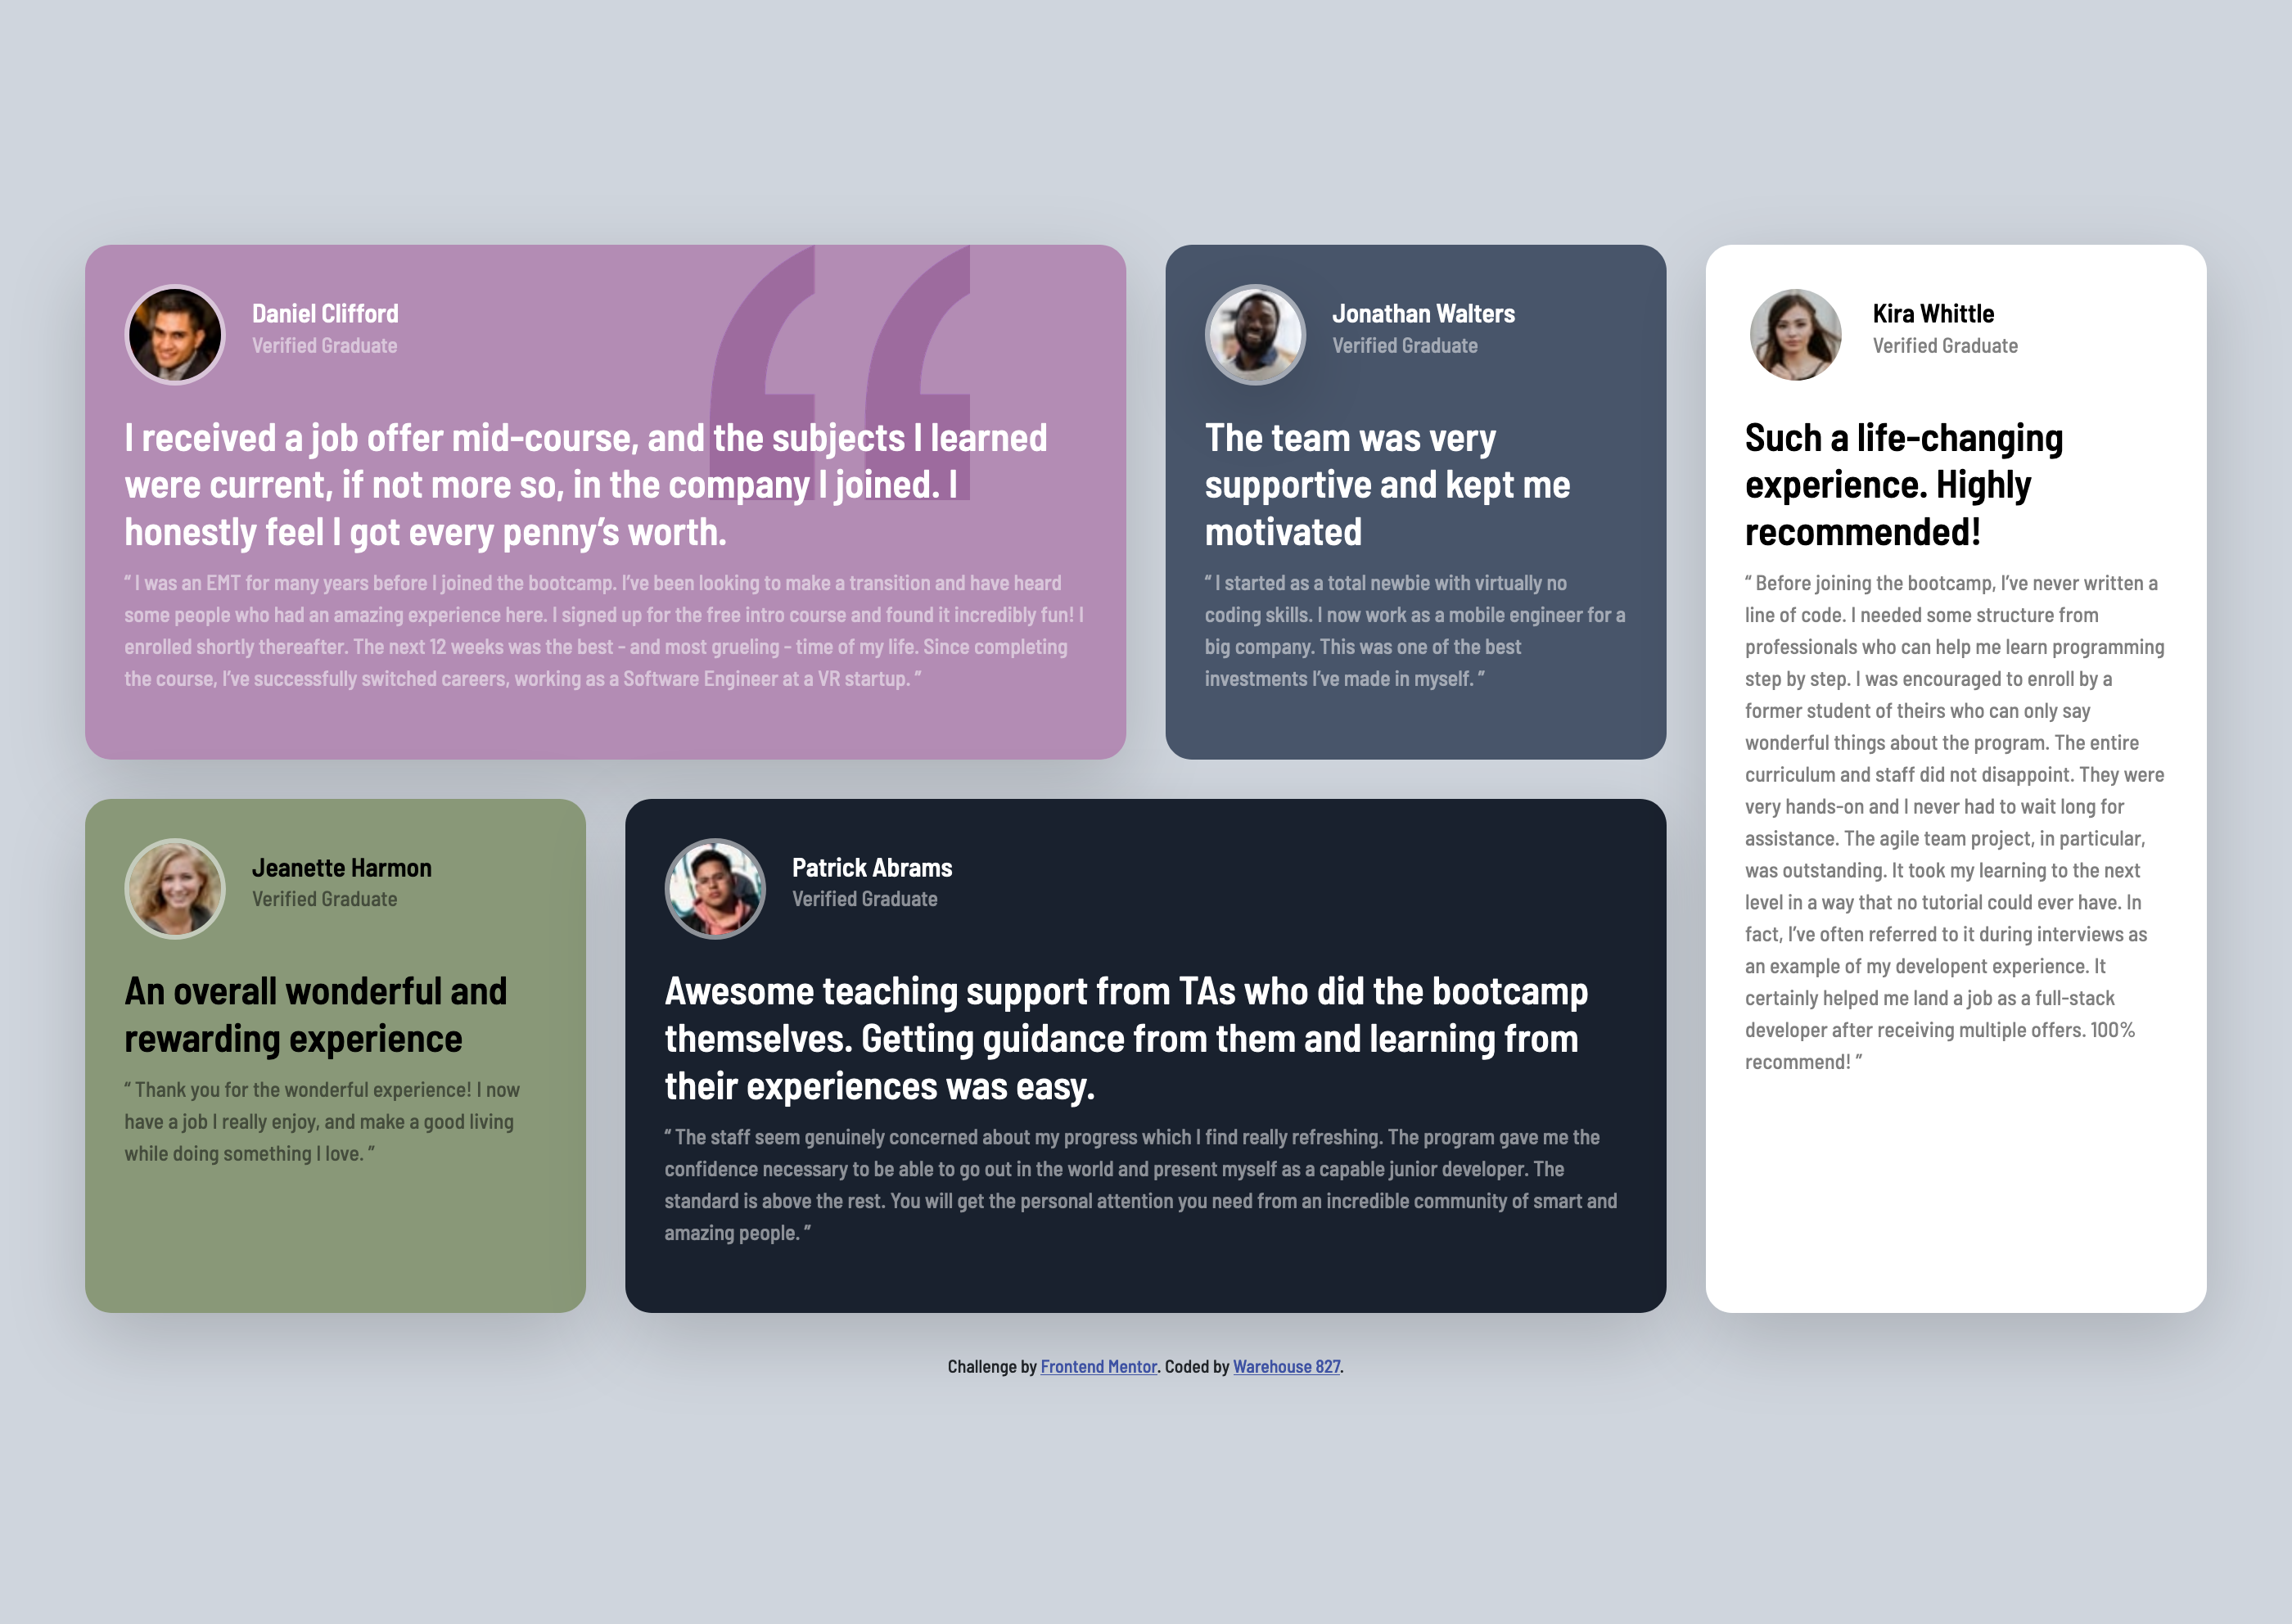 Daniel Clifford
Verified Graduate
I received a job offer mid-course, and the subjects I learned
were current, if not more so, in the company I joined. I
honestly feel I got every penny’s worth.
“ I was an EMT for many years before I joined the bootcamp. I’ve been looking to make a transition and have heard
some people who had an amazing experience here. I signed up for the free intro course and found it incredibly fun! I
enrolled shortly thereafter. The next 12 weeks was the best - and most grueling - time of my life. Since completing
the course, I’ve successfully switched careers, working as a Software Engineer at a VR startup. ”
Jonathan Walters
Verified Graduate
The team was very
supportive and kept me
motivated
“ I started as a total newbie with virtually no
coding skills. I now work as a mobile engineer for a
big company. This was one of the best
investments I’ve made in myself. ”
Kira Whittle
Verified Graduate
Such a life-changing
experience. Highly
recommended!
“ Before joining the bootcamp, I’ve never written a
line of code. I needed some structure from
professionals who can help me learn programming
step by step. I was encouraged to enroll by a
former student of theirs who can only say
wonderful things about the program. The entire
curriculum and staff did not disappoint. They were
very hands-on and I never had to wait long for
assistance. The agile team project, in particular,
was outstanding. It took my learning to the next
level in a way that no tutorial could ever have. In
fact, I’ve often referred to it during interviews as
an example of my developent experience. It
certainly helped me land a job as a full-stack
developer after receiving multiple offers. 100%
recommend! ”
Jeanette Harmon
Verified Graduate
An overall wonderful and
rewarding experience
“ Thank you for the wonderful experience! I now
have a job I really enjoy, and make a good living
while doing something I love. ”
Patrick Abrams
Verified Graduate
Awesome teaching support from TAs who did the bootcamp
themselves. Getting guidance from them and learning from
their experiences was easy.
“ The staff seem genuinely concerned about my progress which I find really refreshing. The program gave me the
confidence necessary to be able to go out in the world and present myself as a capable junior developer. The
standard is above the rest. You will get the personal attention you need from an incredible community of smart and
amazing people. ”
Challenge by Frontend Mentor. Coded by Warehouse 827.